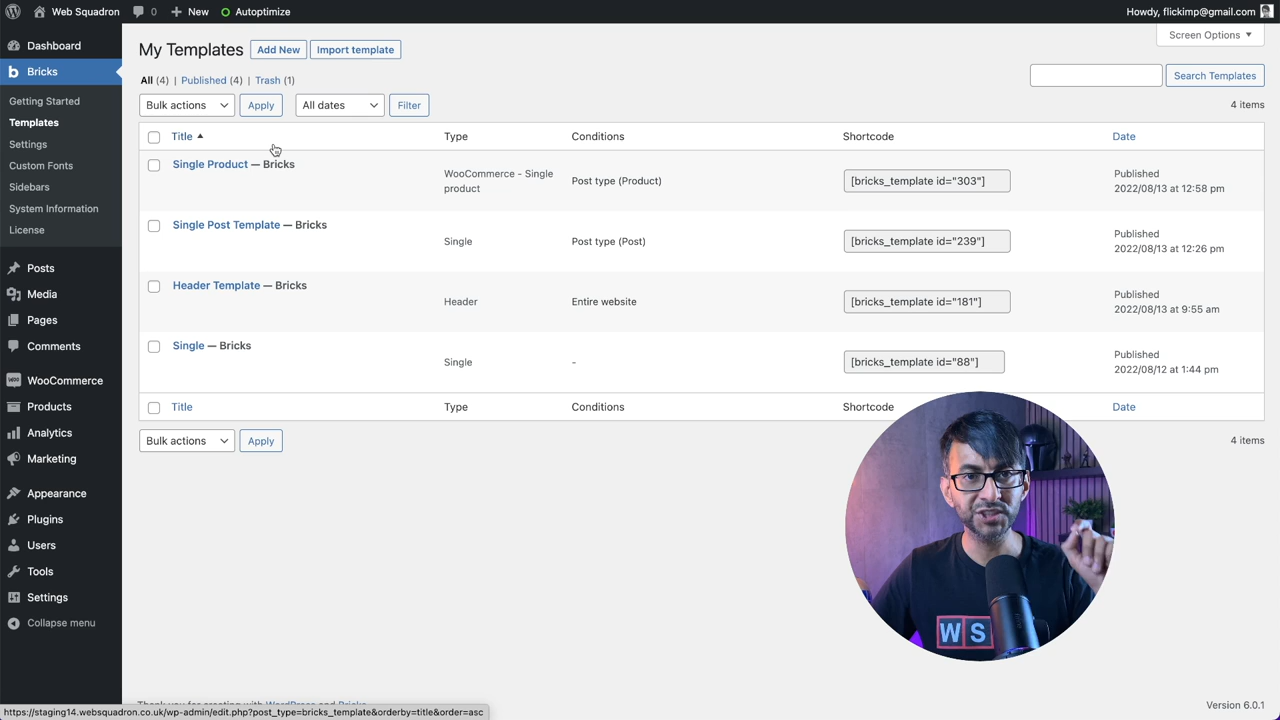 Web Squadron 0 New Autoptimize Howdy, flickimp@gmail.com
Screen Options
Dashboard
Bricks
Getting Started
Templates
Settings
Custom Fonts
Sidebars
System Information
License
Posts
Media
Pages
Comments
WooCommerce
Products
Analytics
Marketing
Appearance
Plugins
Users
Tools
Settings
Collapse menu
My Templates Add New Import template
All (4) | Published (4) | Trash (1)
Search Templates
Bulk actions Apply All dates Filter 4 items
Title Type Conditions Shortcode Date
Single Product — Bricks
WooCommerce - Single
product
Post type (Product)
[bricks_template id="303"]
Published
2022/08/13 at 12:58 pm
Single Post Template — Bricks
Single
Post type (Post)
[bricks_template id="239"]
Published
2022/08/13 at 12:26 pm
Header Template — Bricks
Header
Entire website
[bricks_template id="181"]
Published
2022/08/13 at 9:55 am
Single — Bricks
Single
-
[bricks_template id="88"]
Published
2022/08/12 at 1:44 pm
Title Type Conditions Shortcode Date
Bulk actions Apply 4 items
WS
Thank you for creating with WordPress and Bricks.
Version 6.0.1
https://staging14.websquadron.co.uk/wp-admin/edit.php?post_type=bricks_template&orderby=title&order=asc